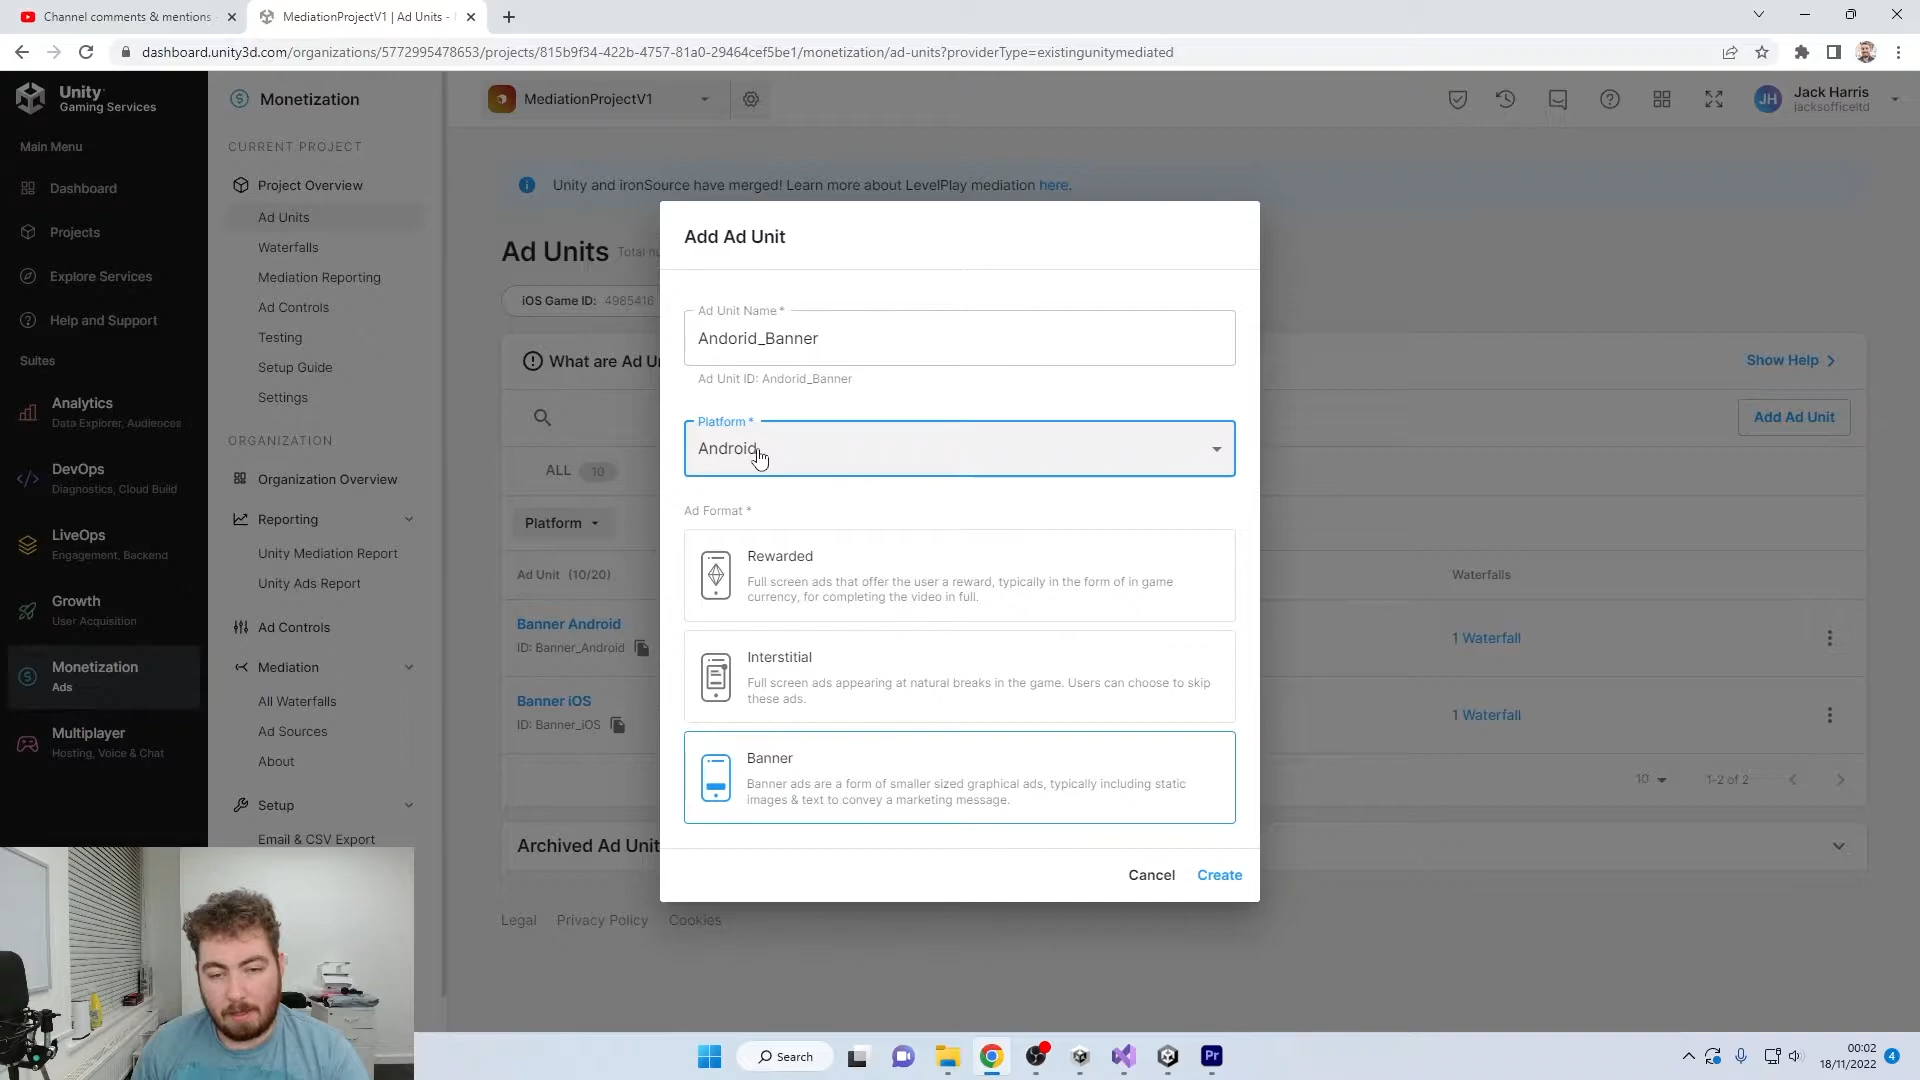 Channel comments & mentions
MediationProjectV1 | Ad Units -
dashboard.unity3d.com/organizations/5772995478653/projects/815b9f34-422b-4757-81a0-29464cef5be1/monetization/ad-units?providerType=existingunitymediated
Unity
Gaming Services
Main Menu
Dashboard
Projects
Explore Services
Help and Support
Suites
Analytics
Data Explorer, Audiences
DevOps
Diagnostics, Cloud Build
LiveOps
Engagement, Backend
Growth
User Acquisition
Monetization
Ads
Multiplayer
Hosting, Voice & Chat
Monetization
CURRENT PROJECT
Project Overview
Ad Units
Waterfalls
Mediation Reporting
Ad Controls
Testing
Setup Guide
Settings
ORGANIZATION
Organization Overview
Reporting
Unity Mediation Report
Unity Ads Report
Ad Controls
Mediation
All Waterfalls
Ad Sources
About
Setup
Email & CSV Export
MediationProjectV1
JH
Jack Harris
jacksofficeltd
Unity and ironSource have merged! Learn more about LevelPlay mediation here.
Ad Units Total nu
iOS Game ID: 4985416
What are Ad Un
Show Help
Add Ad Unit
ALL 10
Platform
Ad Unit (10/20)
Waterfalls
Banner Android
ID: Banner_Android
1 Waterfall
Banner iOS
ID: Banner_iOS
1 Waterfall
10
1-2 of 2
Archived Ad Unit
Legal Privacy Policy Cookies
Add Ad Unit
Ad Unit Name *
Andorid_Banner
Ad Unit ID: Andorid_Banner
Platform *
Android
Ad Format *
Rewarded
Full screen ads that offer the user a reward, typically in the form of in game
currency, for completing the video in full.
Interstitial
Full screen ads appearing at natural breaks in the game. Users can choose to skip
these ads.
Banner
Banner ads are a form of smaller sized graphical ads, typically including static
images & text to convey a marketing message.
Cancel
Create
Search
Pr
00:02
18/11/2022
4